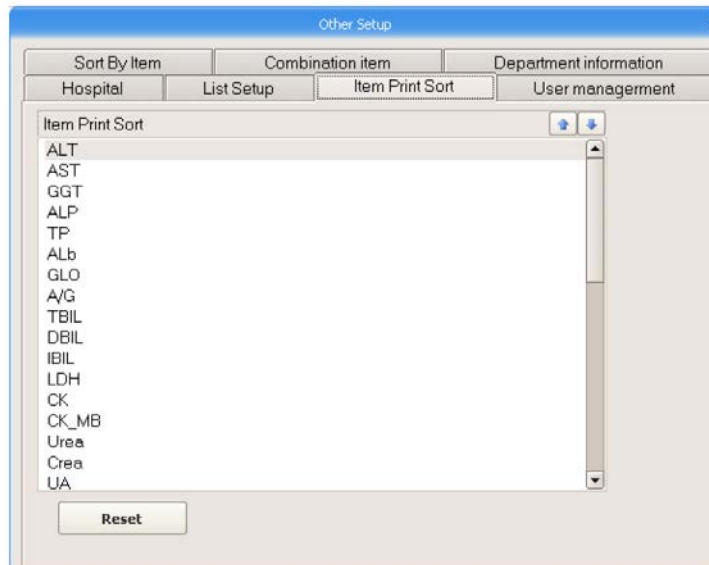 Other Setup
Sort By Item Combination item Department information
Hospital List Setup Item Print Sort User managerment
Item Print Sort
ALT
AST
GGT
ALP
TP
ALb
GLO
A/G
TBIL
DBIL
IBIL
LDH
CK
CK_MB
Urea
Crea
UA
Reset